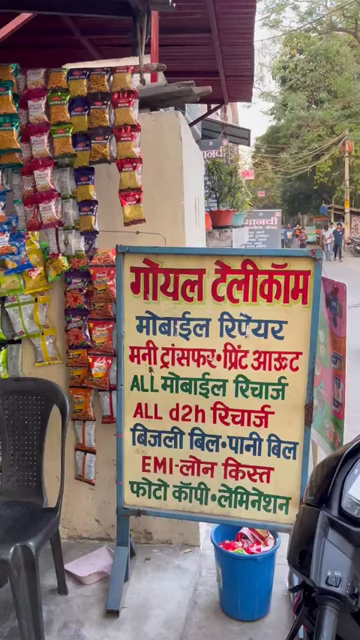 गोयल टेलीकॉम
मोबाईल रिपेयर
मनी ट्रांसफर•प्रिंट आऊट
ALL मोबाईल रिचार्ज
ALL d2h रिचार्ज
बिजली बिल•पानी बिल
EMI-लोन किस्त
फोटो कॉपी•लेमिनेशन